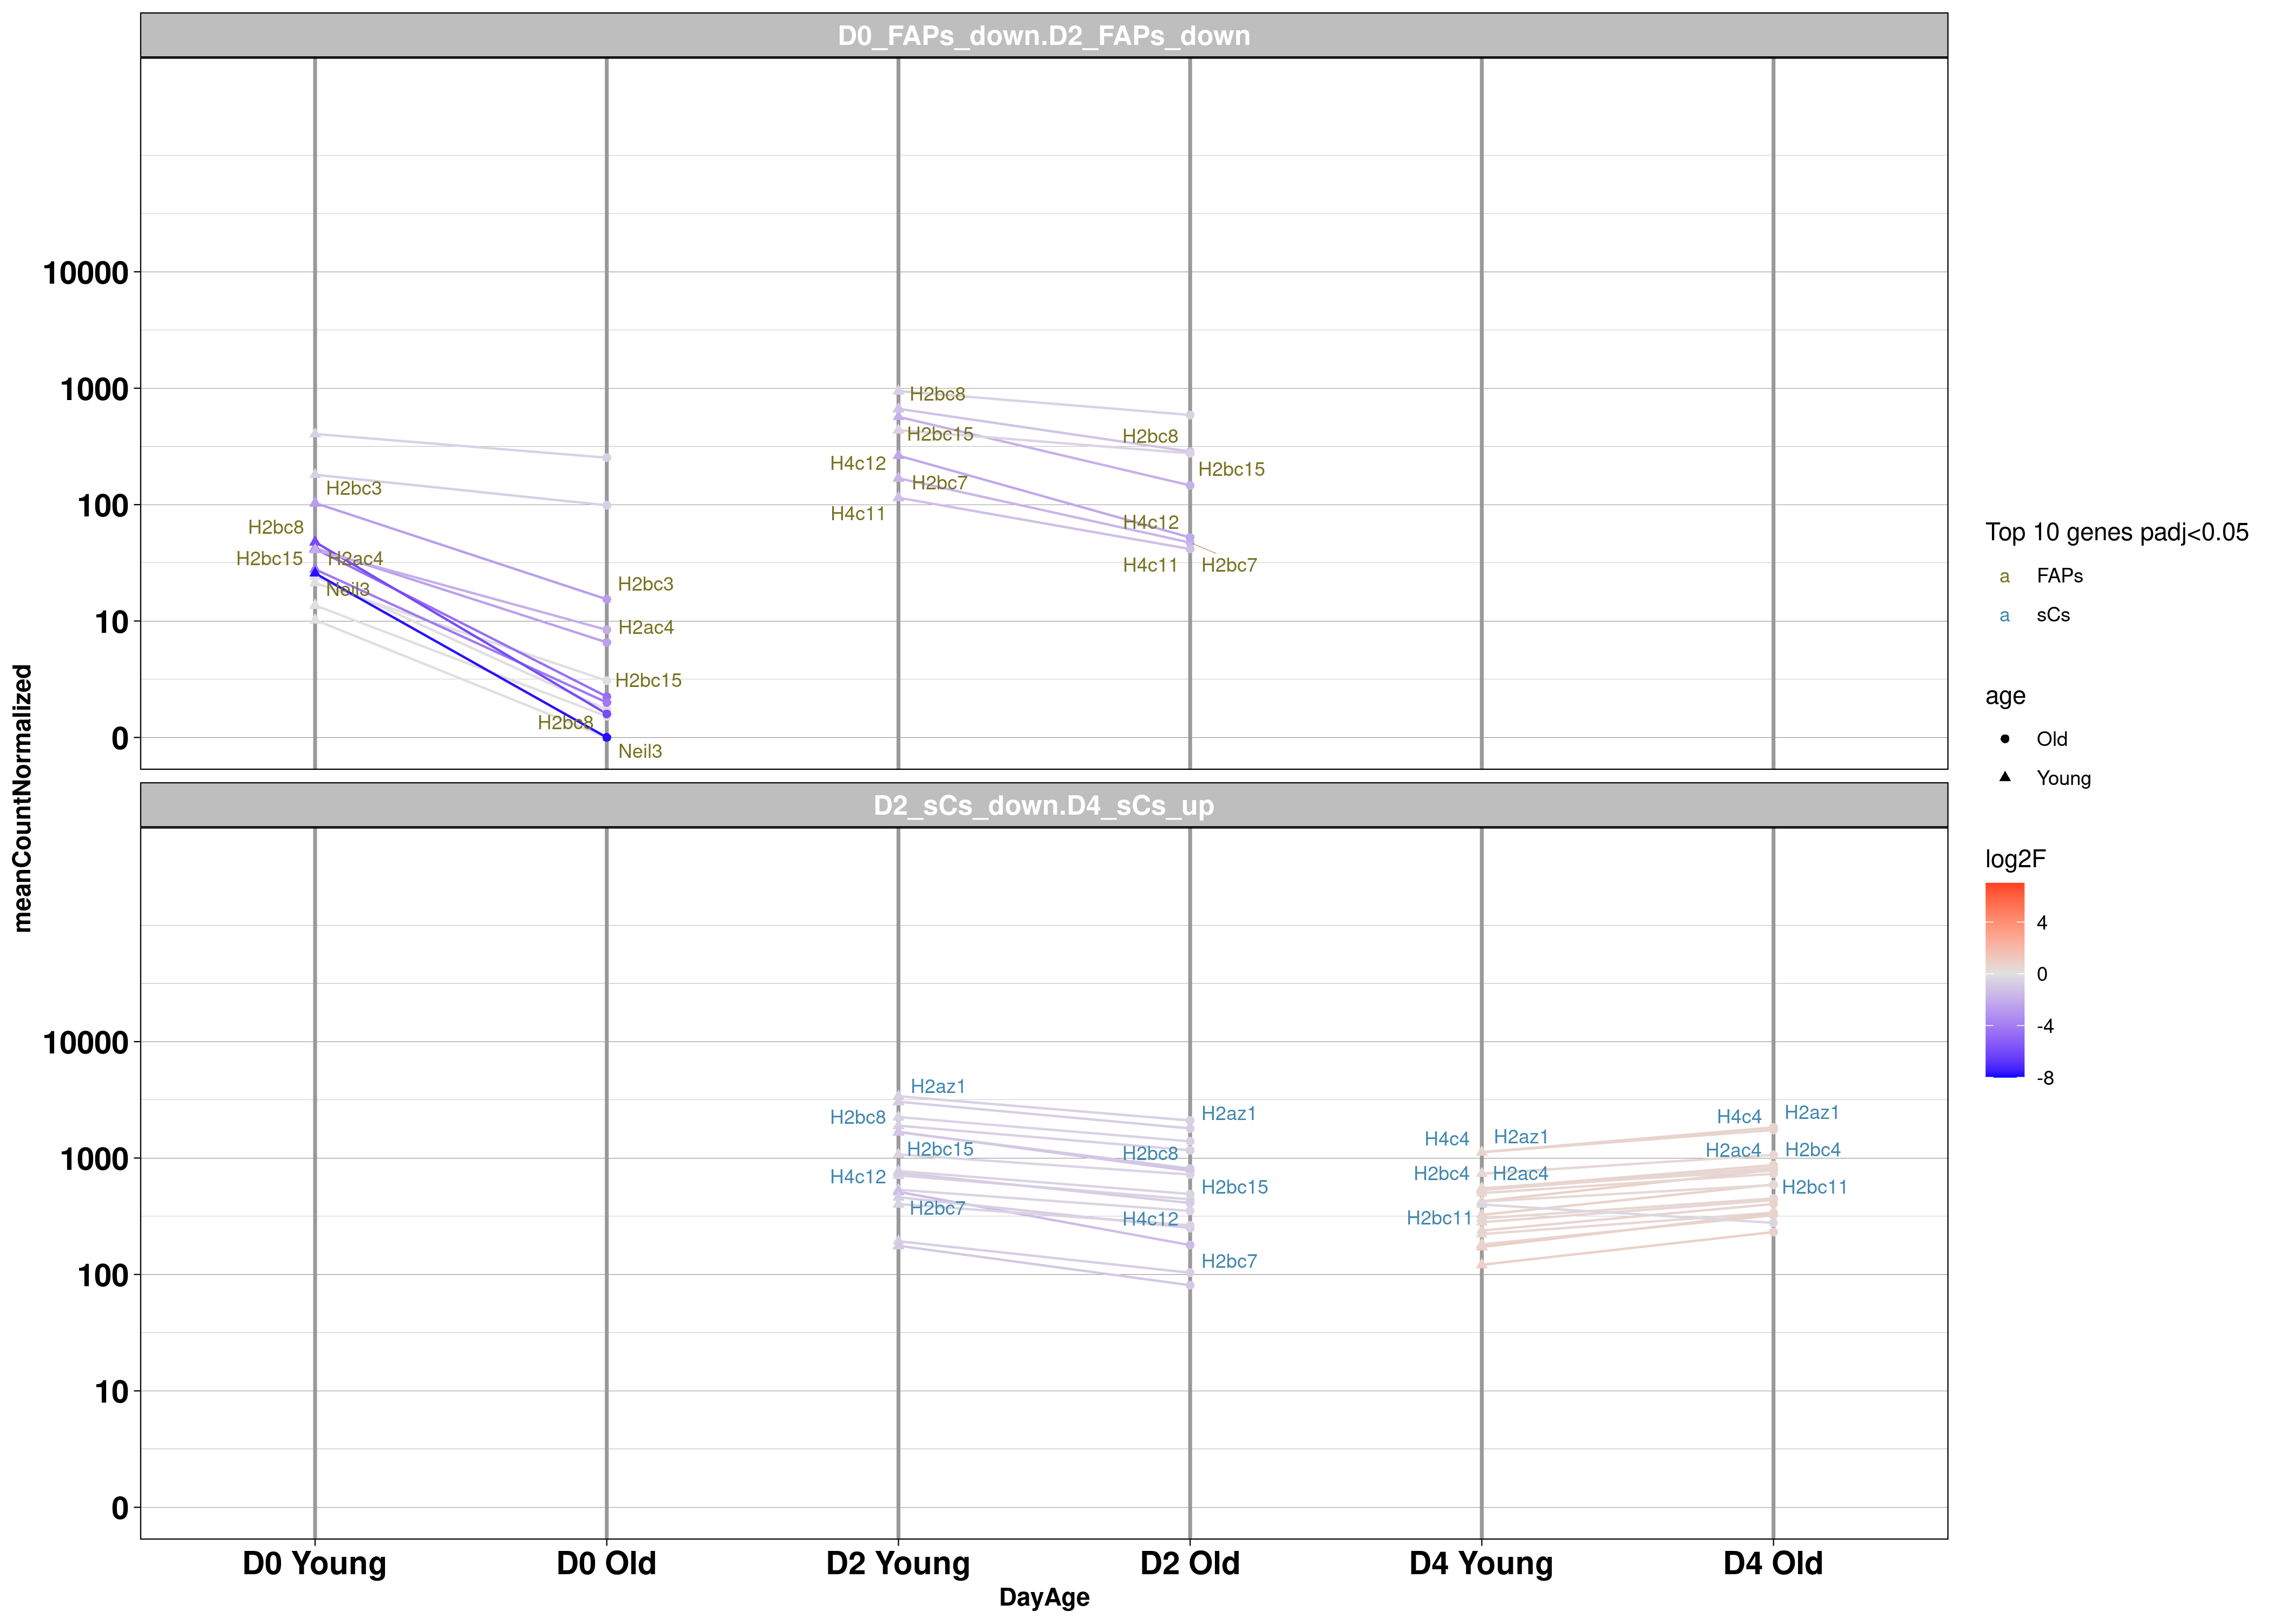 D0_FAPs_down.D2_FAPs_down
10000
1000
100
10
0
H2bc3
H2bc8
H2bc15
H2ac4
Neil3
H2bc3
H2ac4
H2bc15
H2bc8
Neil3
H2bc8
H2bc15
H4c12
H2bc7
H4c11
H2bc8
H2bc15
H4c12
H4c11
H2bc7
D2_sCs_down.D4_sCs_up
10000
1000
100
10
0
H2az1
H2bc8
H2bc15
H4c12
H2bc7
H2az1
H2bc8
H2bc15
H4c12
H2bc7
H4c4
H2az1
H2bc4
H2ac4
H2bc11
H4c4
H2az1
H2ac4
H2bc4
H2bc11
D0 Young
D0 Old
D2 Young
D2 Old
D4 Young
D4 Old
DayAge
meanCountNormalized
Top 10 genes padj<0.05
a FAPs
a sCs
age
Old
Young
log2F
4
0
-4
-8